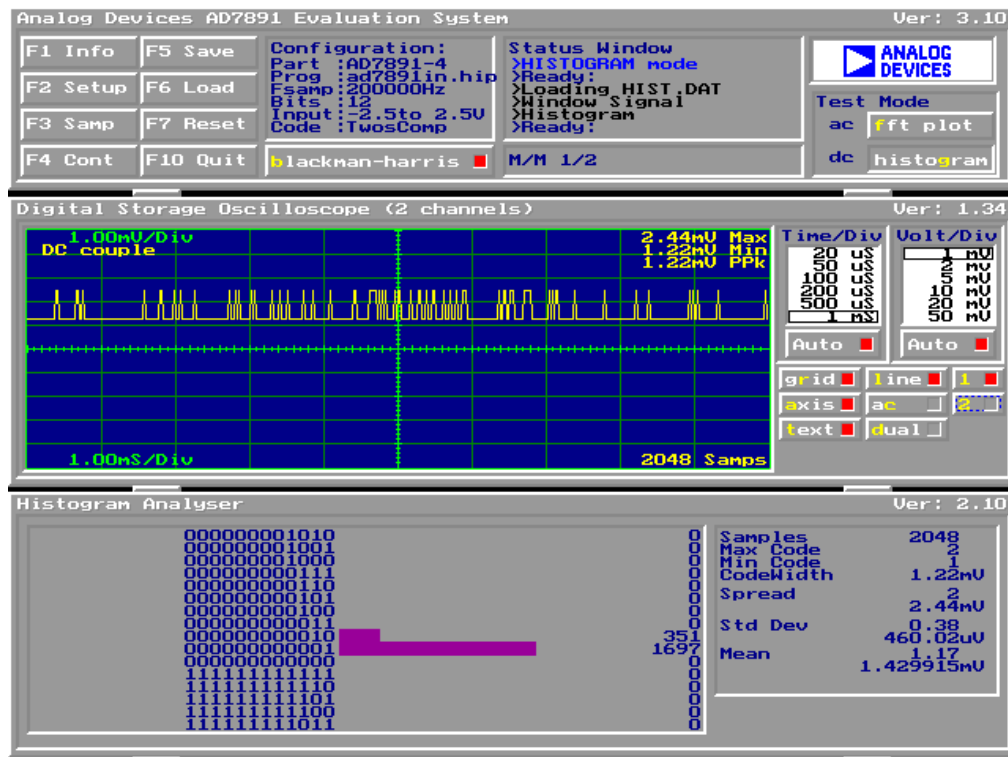 Analog Devices AD7891 Evaluation System Ver: 3.10
F1 Info F5 Save
F2 Setup F6 Load
F3 Samp F7 Reset
F4 Cont F10 Quit
Configuration:
Part :AD7891-4
Prog :ad7891in.hip
Fsamp:200000Hz
Bits :12
Input:-2.5to 2.5V
Code :TwosComp
blackman-harris
Status Window
>HISTOGRAM mode
>Ready:
>Loading HIST.DAT
>Window Signal
>Histogram
>Ready:
M/M 1/2
ANALOG
DEVICES
Test Mode
ac fft plot
dc histogram
Digital Storage Oscilloscope (2 channels) Ver: 1.34
1.00mV/Div
DC couple
2.44mV Max
1.22mV Min
1.22mV PPk
1.00mS/Div
2048 Samps
Time/Div
20 uS
50 uS
100 uS
200 uS
500 uS
1 mS
Auto
Volt/Div
1 mV
2 mV
5 mV
10 mV
20 mV
50 mV
Auto
grid line 1
axis ac 2
text dual
Histogram Analyser Ver: 2.10
000000001010 0
000000001001 0
000000001000 0
000000000111 0
000000000110 0
000000000101 0
000000000100 0
000000000011 0
000000000010 351
000000000001 1697
000000000000 0
111111111111 0
111111111110 0
111111111101 0
111111111100 0
111111111011 0
Samples 2048
Max Code 2
Min Code 1
CodeWidth 1.22mV
Spread 2
2.44mV
Std Dev 0.38
460.02uV
Mean 1.17
1.429915mV